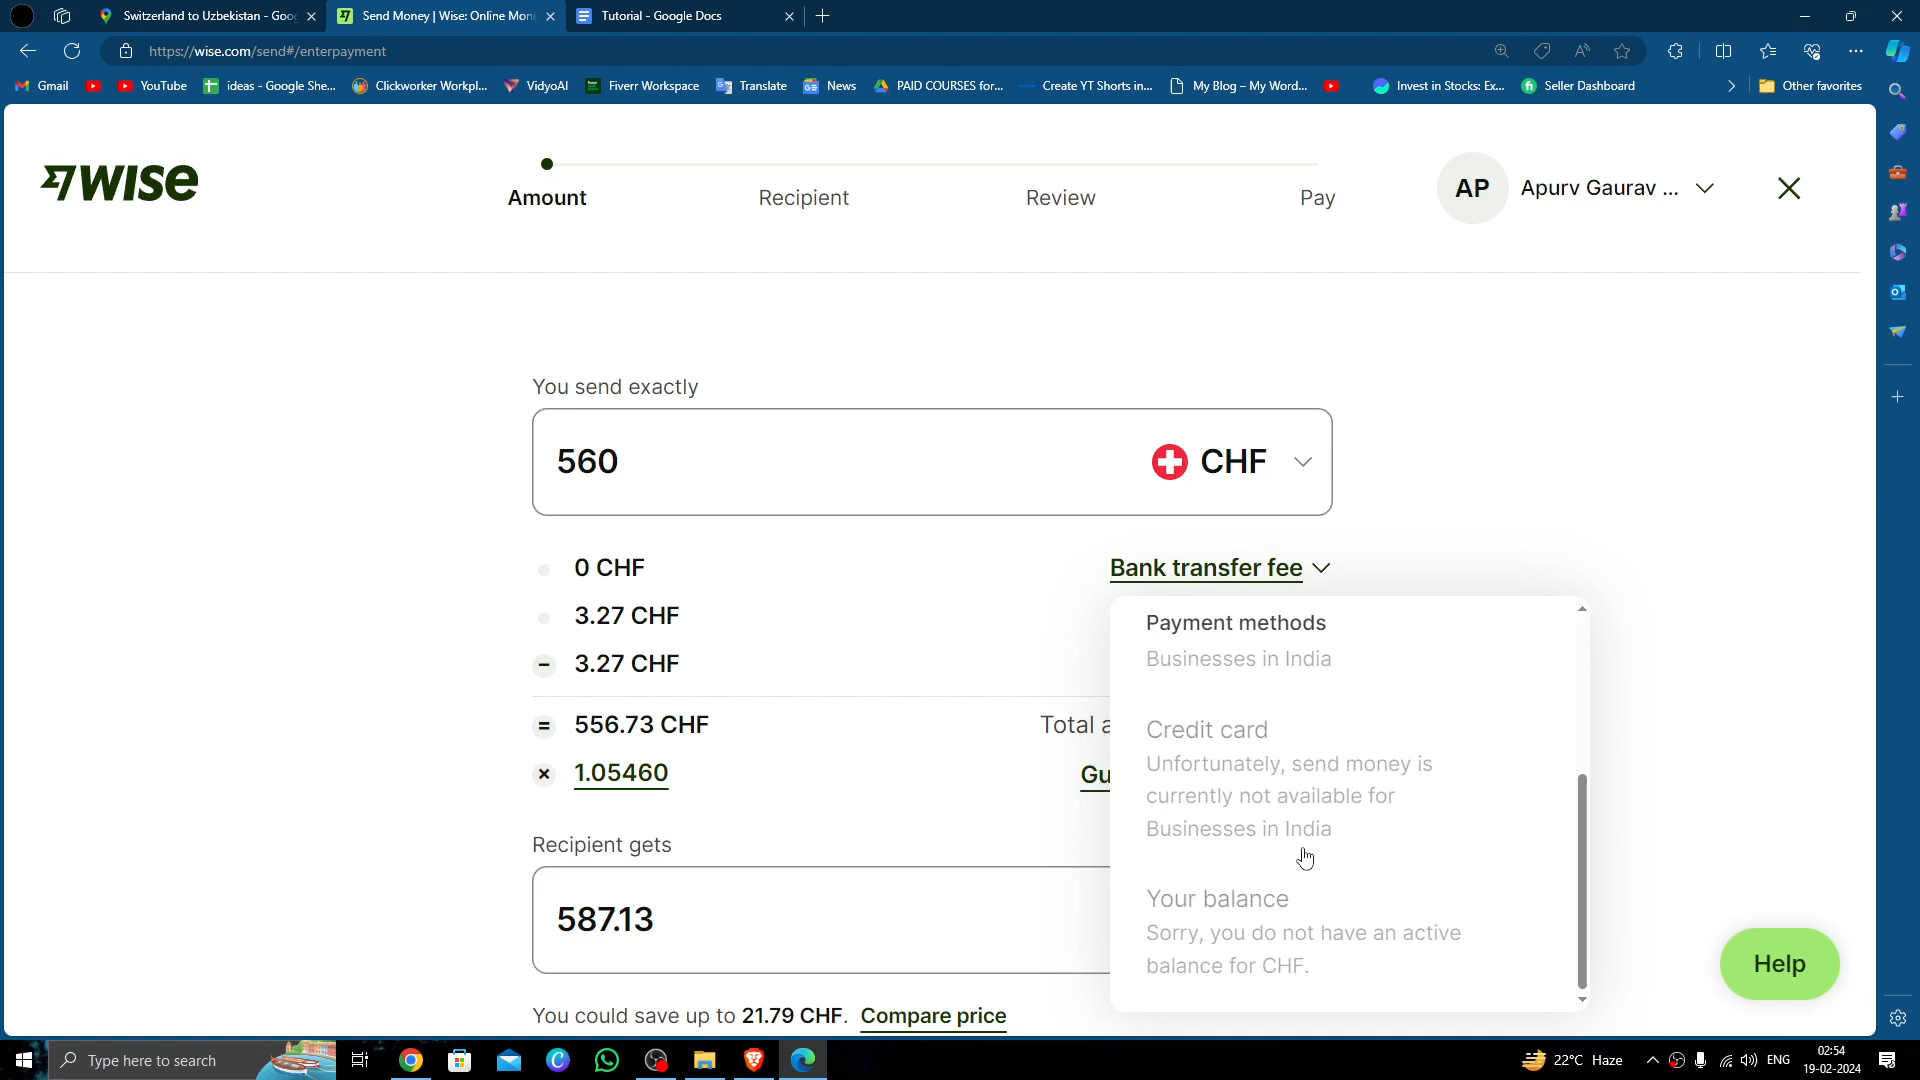 Switzerland to Uzbekistan - Goo
Send Money | Wise: Online Mon
Tutorial - Google Docs
https://wise.com/send#/enterpayment
Gmail
YouTube
ideas - Google She...
Clickworker Workpl...
VidyoAI
Fiverr Workspace
Translate
News
PAID COURSES for...
Create YT Shorts in...
My Blog – My Word...
Invest in Stocks: Ex...
Seller Dashboard
Other favorites
WISE
Amount
Recipient
Review
Pay
AP
Apurv Gaurav ...
You send exactly
560
CHF
0 CHF
Bank transfer fee
3.27 CHF
3.27 CHF
556.73 CHF
Total a
1.05460
Gu
Payment methods
Businesses in India
Credit card
Unfortunately, send money is
currently not available for
Businesses in India
Your balance
Sorry, you do not have an active
balance for CHF.
Recipient gets
587.13
You could save up to 21.79 CHF. Compare price
Help
Type here to search
22°C Haze
ENG
02:54
19-02-2024